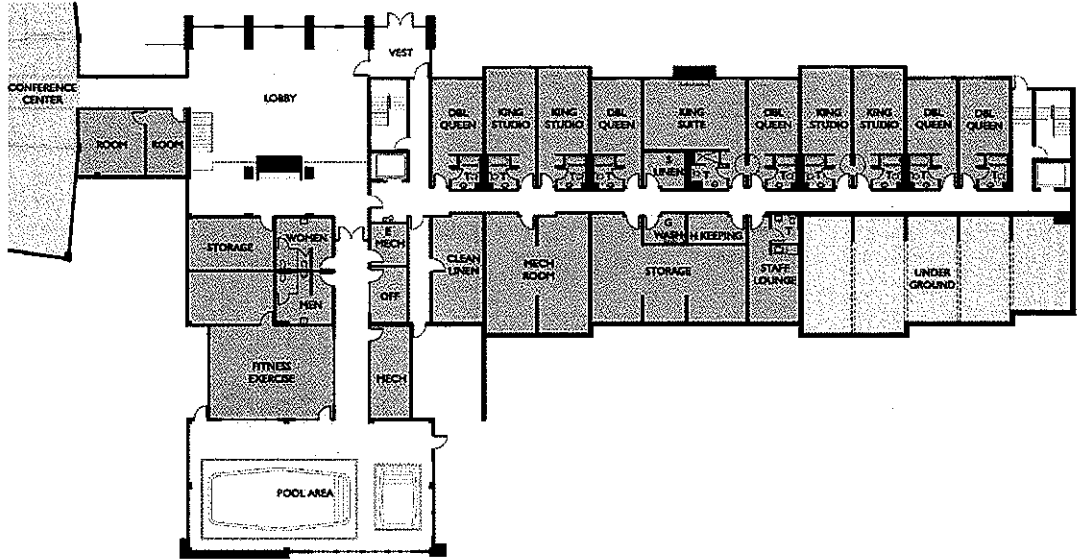 VEST
CONFERENCE
CENTER
LOBBY
ROOM
ROOM
DBL
QUEEN
KING
STUDIO
KING
STUDIO
DBL
QUEEN
KING
SUITE
DBL
QUEEN
KING
STUDIO
KING
STUDIO
DBL
QUEEN
DBL
QUEEN
S
LINEN
T
T
T
T
T
T
T
T
T
T
STORAGE
WOMEN
MEN
E
MECH
OFF
CLEAN
LINEN
MECH
ROOM
G
WASH
H KEEPING
STORAGE
T
STAFF
LOUNGE
UNDER
GROUND
FITNESS
EXERCISE
MECH
POOL AREA